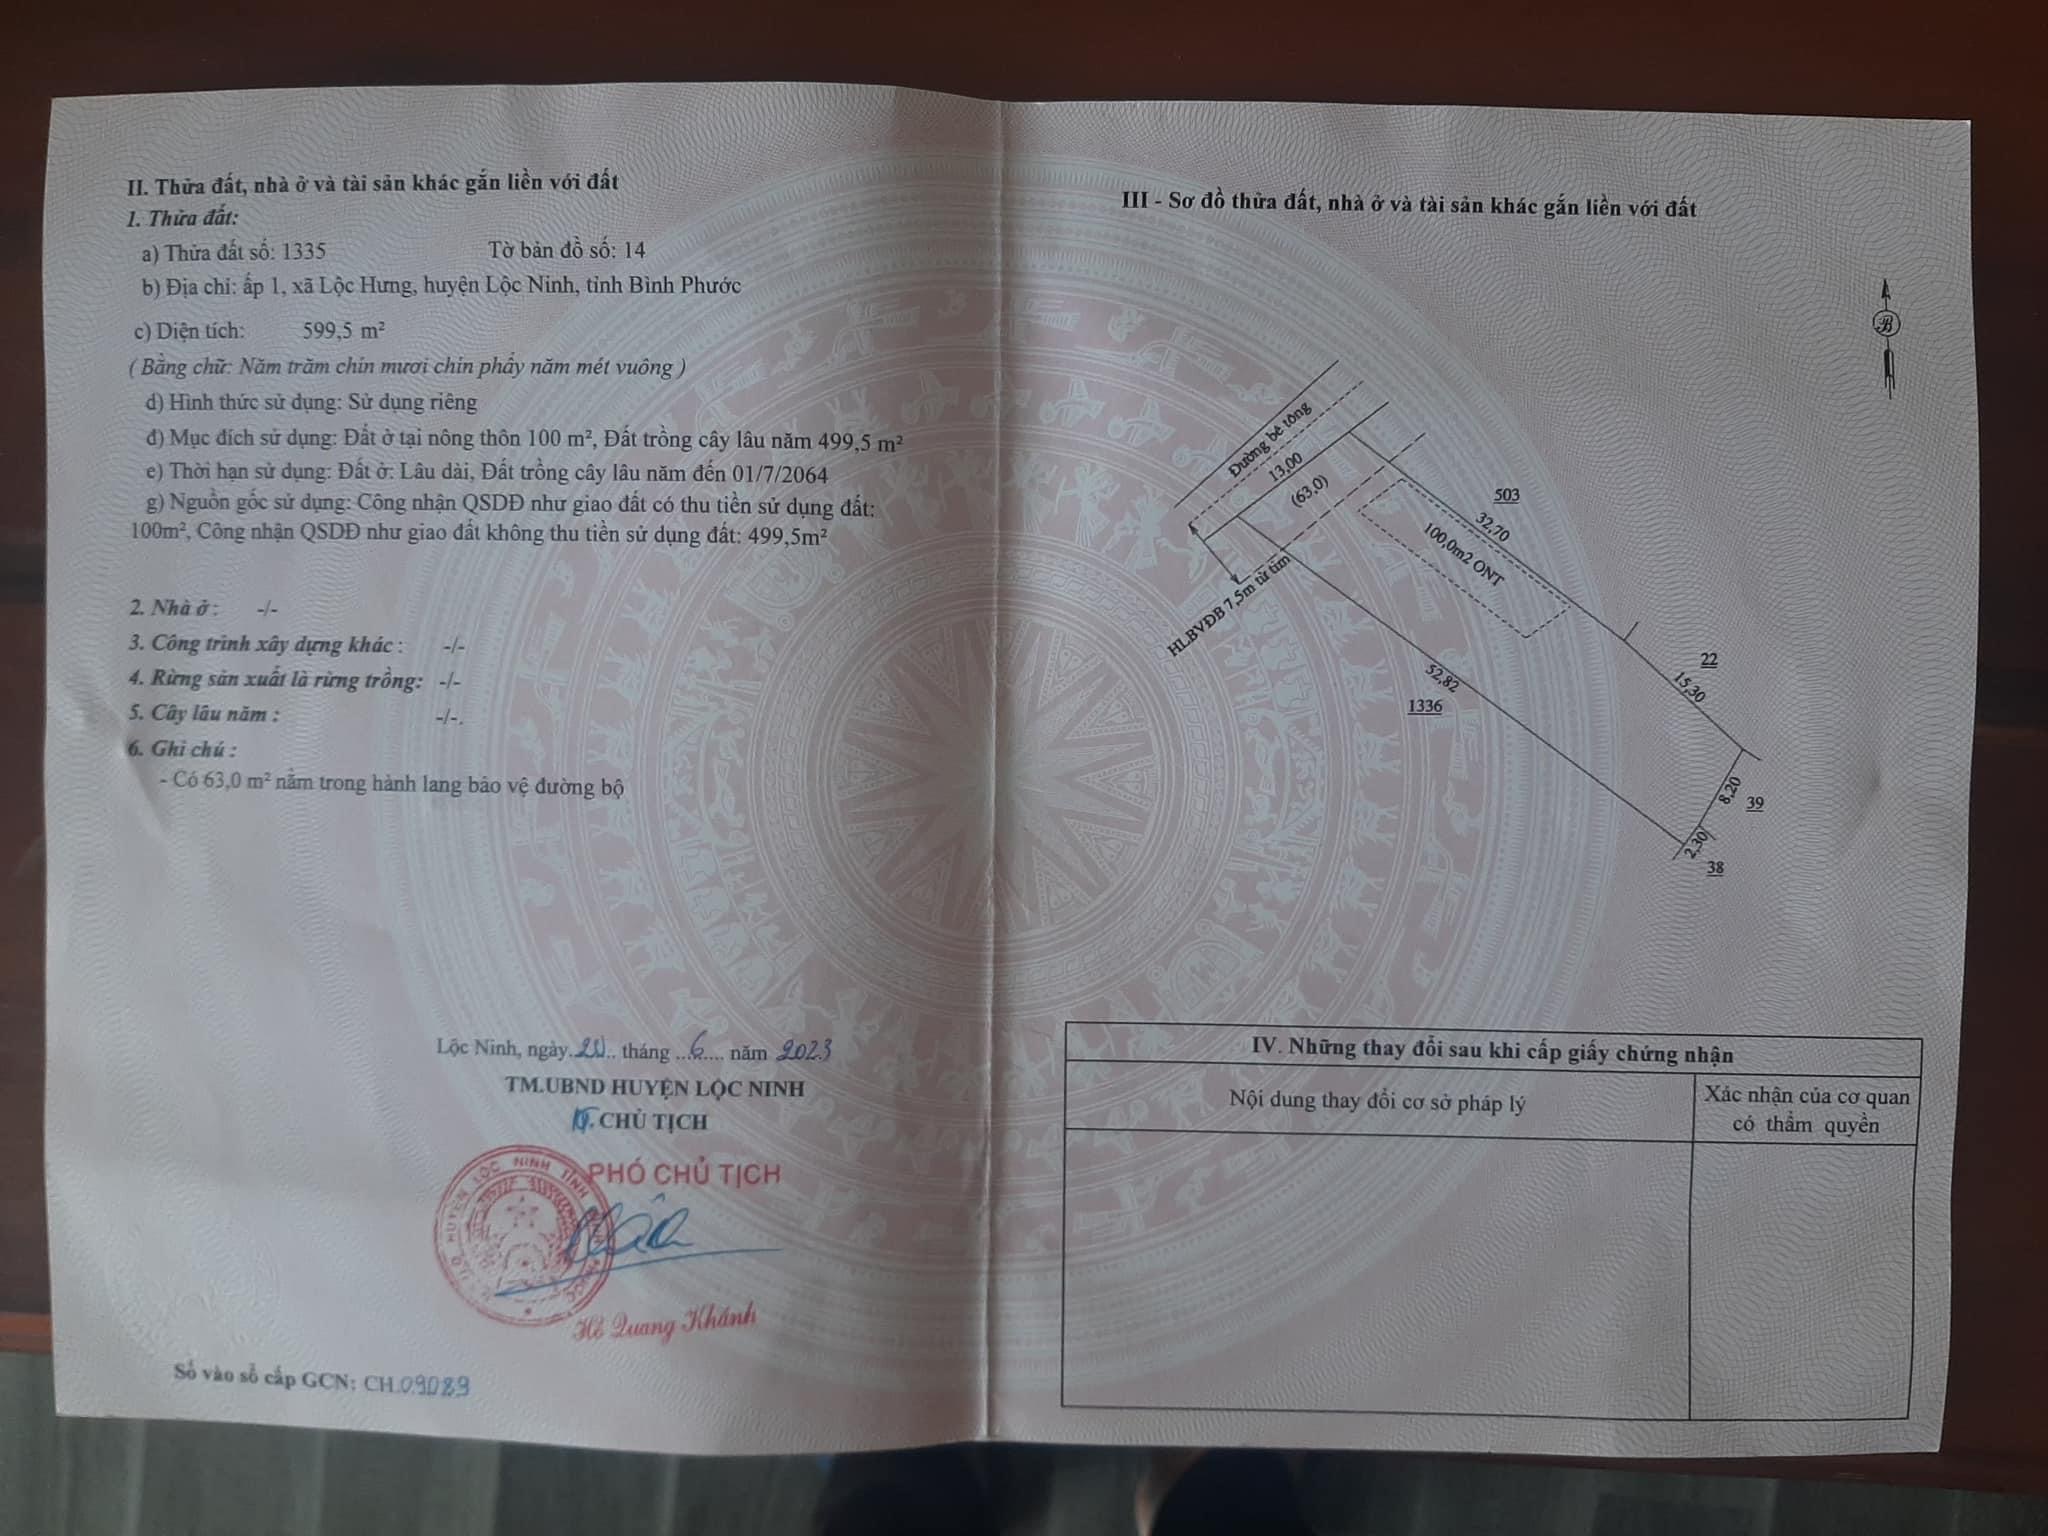 II. Thửa đất, nhà ở và tài sản khác gắn liền với đất
1. Thửa đất:
a) Thửa đất số: 1335 Tờ bản đồ số: 14
b) Địa chỉ: ấp 1, xã Lộc Hưng, huyện Lộc Ninh, tỉnh Bình Phước
c) Diện tích: 599,5 m²
( Bằng chữ: Năm trăm chín mươi chín phẩy năm mét vuông )
d) Hình thức sử dụng: Sử dụng riêng
đ) Mục đích sử dụng: Đất ở tại nông thôn 100 m², Đất trồng cây lâu năm 499,5 m²
e) Thời hạn sử dụng: Đất ở: Lâu dài, Đất trồng cây lâu năm đến 01/7/2064
g) Nguồn gốc sử dụng: Công nhận QSDĐ như giao đất có thu tiền sử dụng đất:
100m², Công nhận QSDĐ như giao đất không thu tiền sử dụng đất: 499,5m²
2. Nhà ở : -/-
3. Công trình xây dựng khác : -/-
4. Rừng sản xuất là rừng trồng: -/-
5. Cây lâu năm : -/-.
6. Ghi chú :
- Có 63,0 m² nằm trong hành lang bảo vệ đường bộ
Lộc Ninh, ngày.20.. tháng ...6.... năm 2023
TM.UBND HUYỆN LỘC NINH
KT. CHỦ TỊCH
PHÓ CHỦ TỊCH
Hồ Quang Khánh
Số vào sổ cấp GCN: CH.09089
III - Sơ đồ thửa đất, nhà ở và tài sản khác gắn liền với đất
B
Đường bê tông
13,00
(63,0)
503
32,70
100,0m2 ONT
HLBVĐB 7,5m từ tim
22
15,30
52,82
1336
8,20
39
2,30
38
IV. Những thay đổi sau khi cấp giấy chứng nhận
Nội dung thay đổi cơ sở pháp lý
Xác nhận của cơ quan
có thẩm quyền